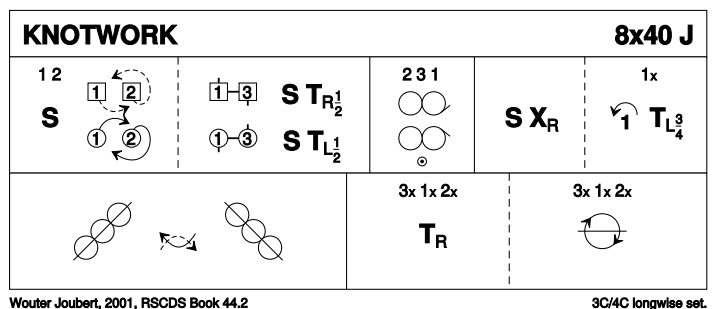 KNOTWORK 8x40 J
1 2 2 3 1 1x
1 2 1 3 S T R 1/2 S X R 1 T L 3/4
S
1 2 1 3 S T L 1/2
3x 1x 2x 3x 1x 2x
T R
Wouter Joubert, 2001, RSCDS Book 44.2 3C/4C longwise set.